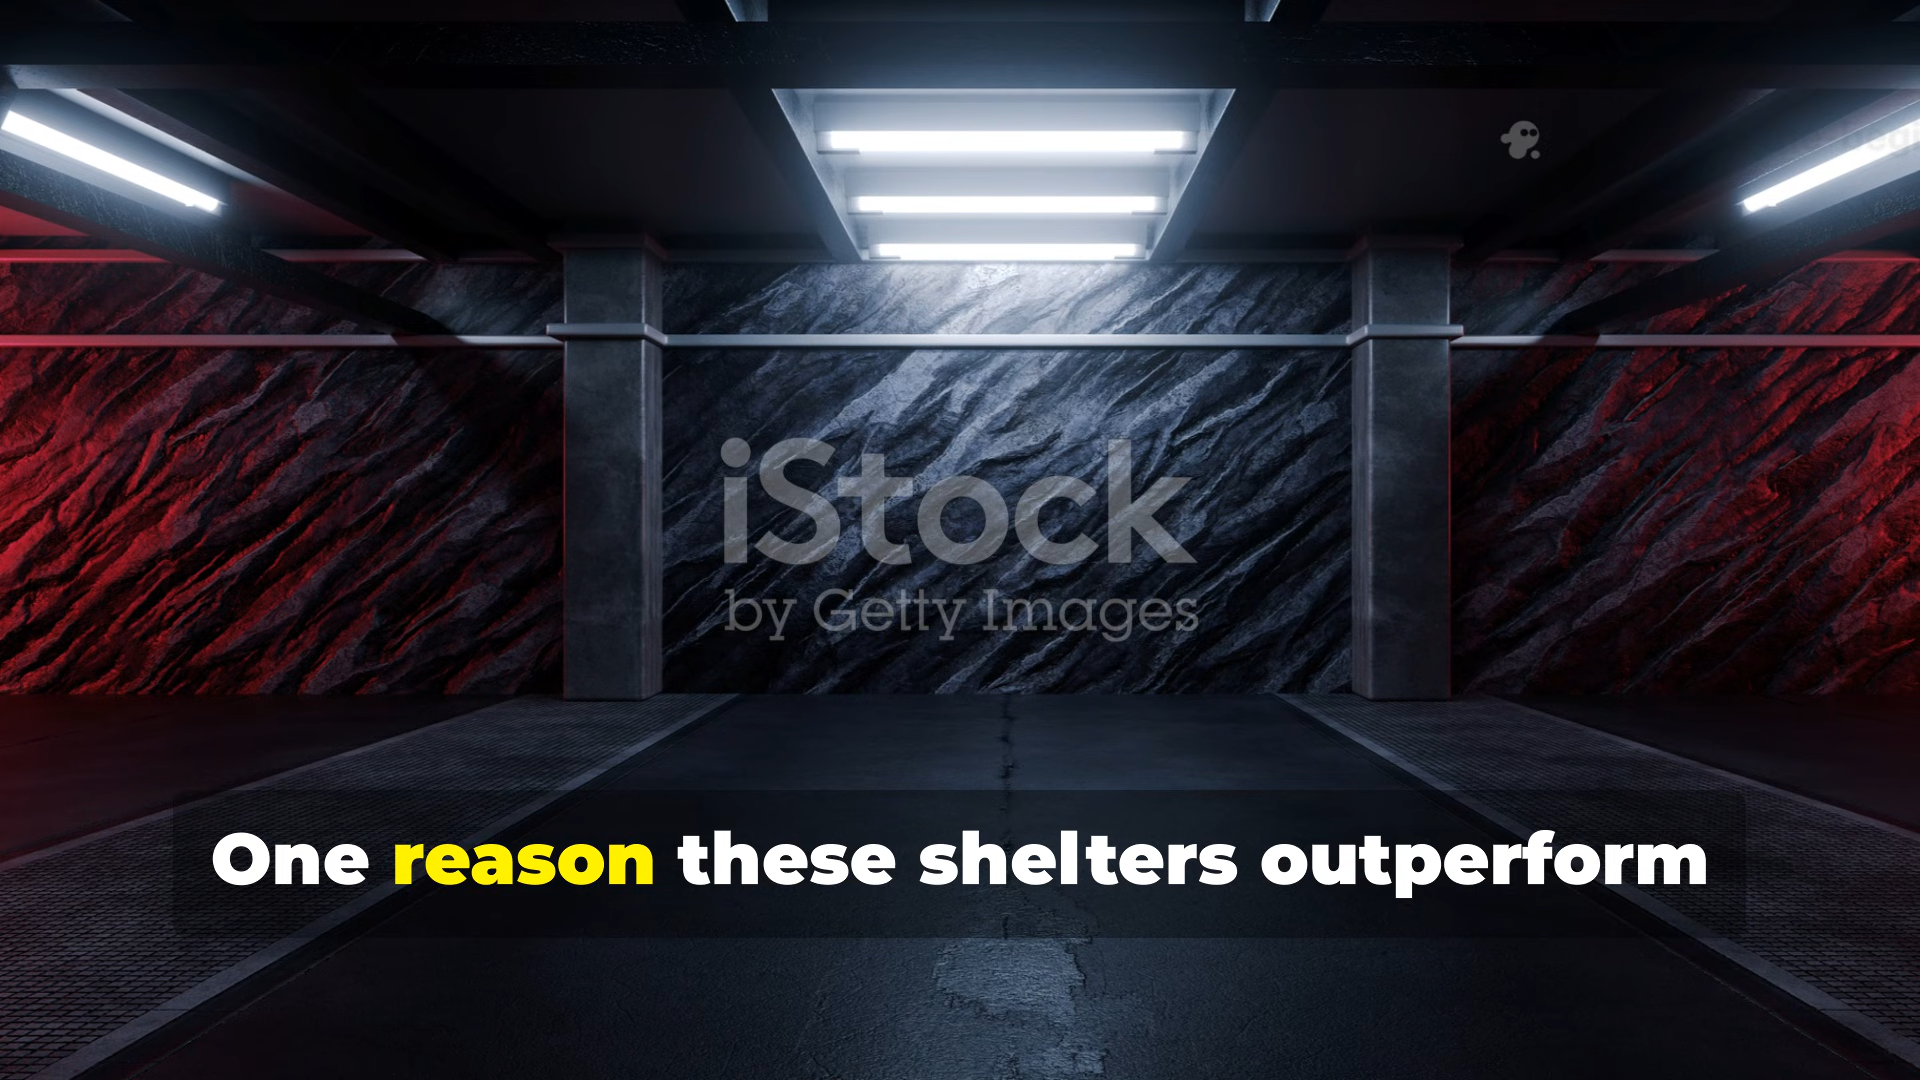 iStock
by Getty Images
One reason these shelters outperform